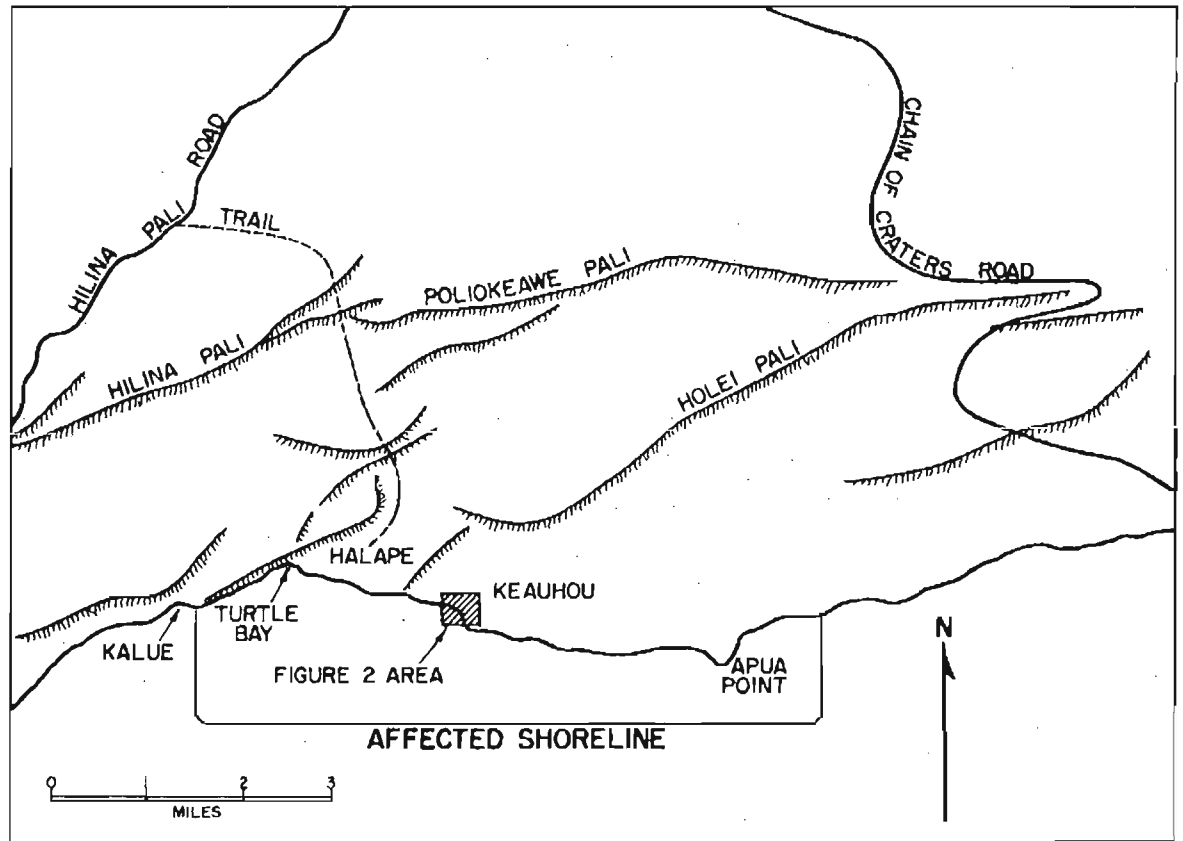 HILINA PALI ROAD
TRAIL
CHAIN OF CRATERS ROAD
POLIOKEAWE PALI
HILINA PALI
HOLEI PALI
HALAPE
KEAUHOU
TURTLE
BAY
KALUE
FIGURE 2 AREA
APUA
POINT
N
AFFECTED SHORELINE
0 1 2 3
MILES